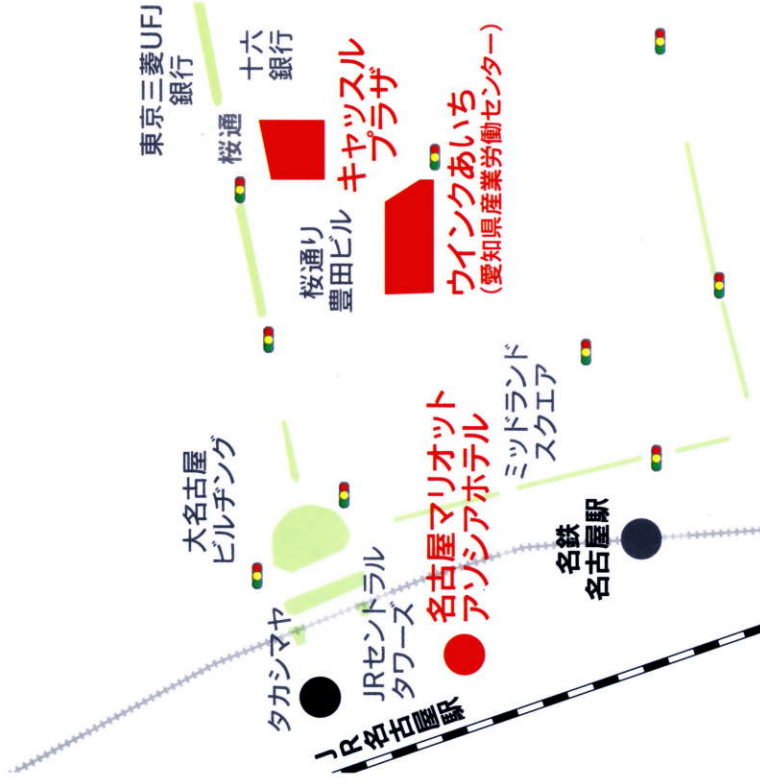 東京三菱UFJ
銀行
十六
銀行
桜通
キャッスル
プラザ
桜通り
豊田ビル
ウインクあいち
(愛知県産業労働センター)
大名古屋
ビルヂング
ミッドランド
スクエア
名古屋マリオット
アソシアホテル
タカシマヤ
JRセントラル
タワーズ
名鉄
名古屋駅
JR
名古屋駅